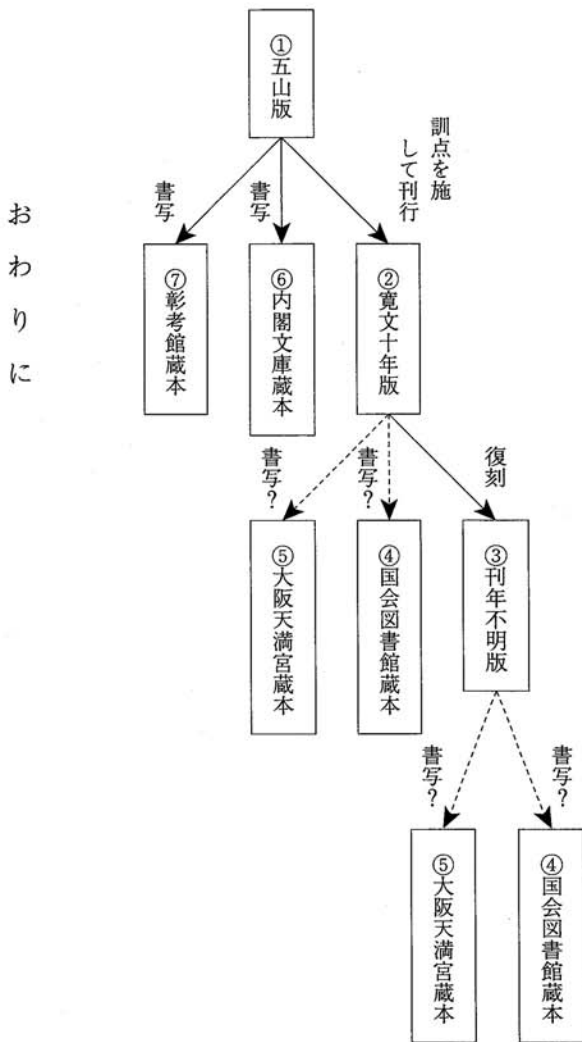 ①五山版
訓点を施
して刊行
書写
書写
②寛文十年版
⑥内閣文庫蔵本
⑦彰考館蔵本
復刻
書写?
書写?
③刊年不明版
④国会図書館蔵本
⑤大阪天満宮蔵本
書写?
書写?
④国会図書館蔵本
⑤大阪天満宮蔵本
おわりに